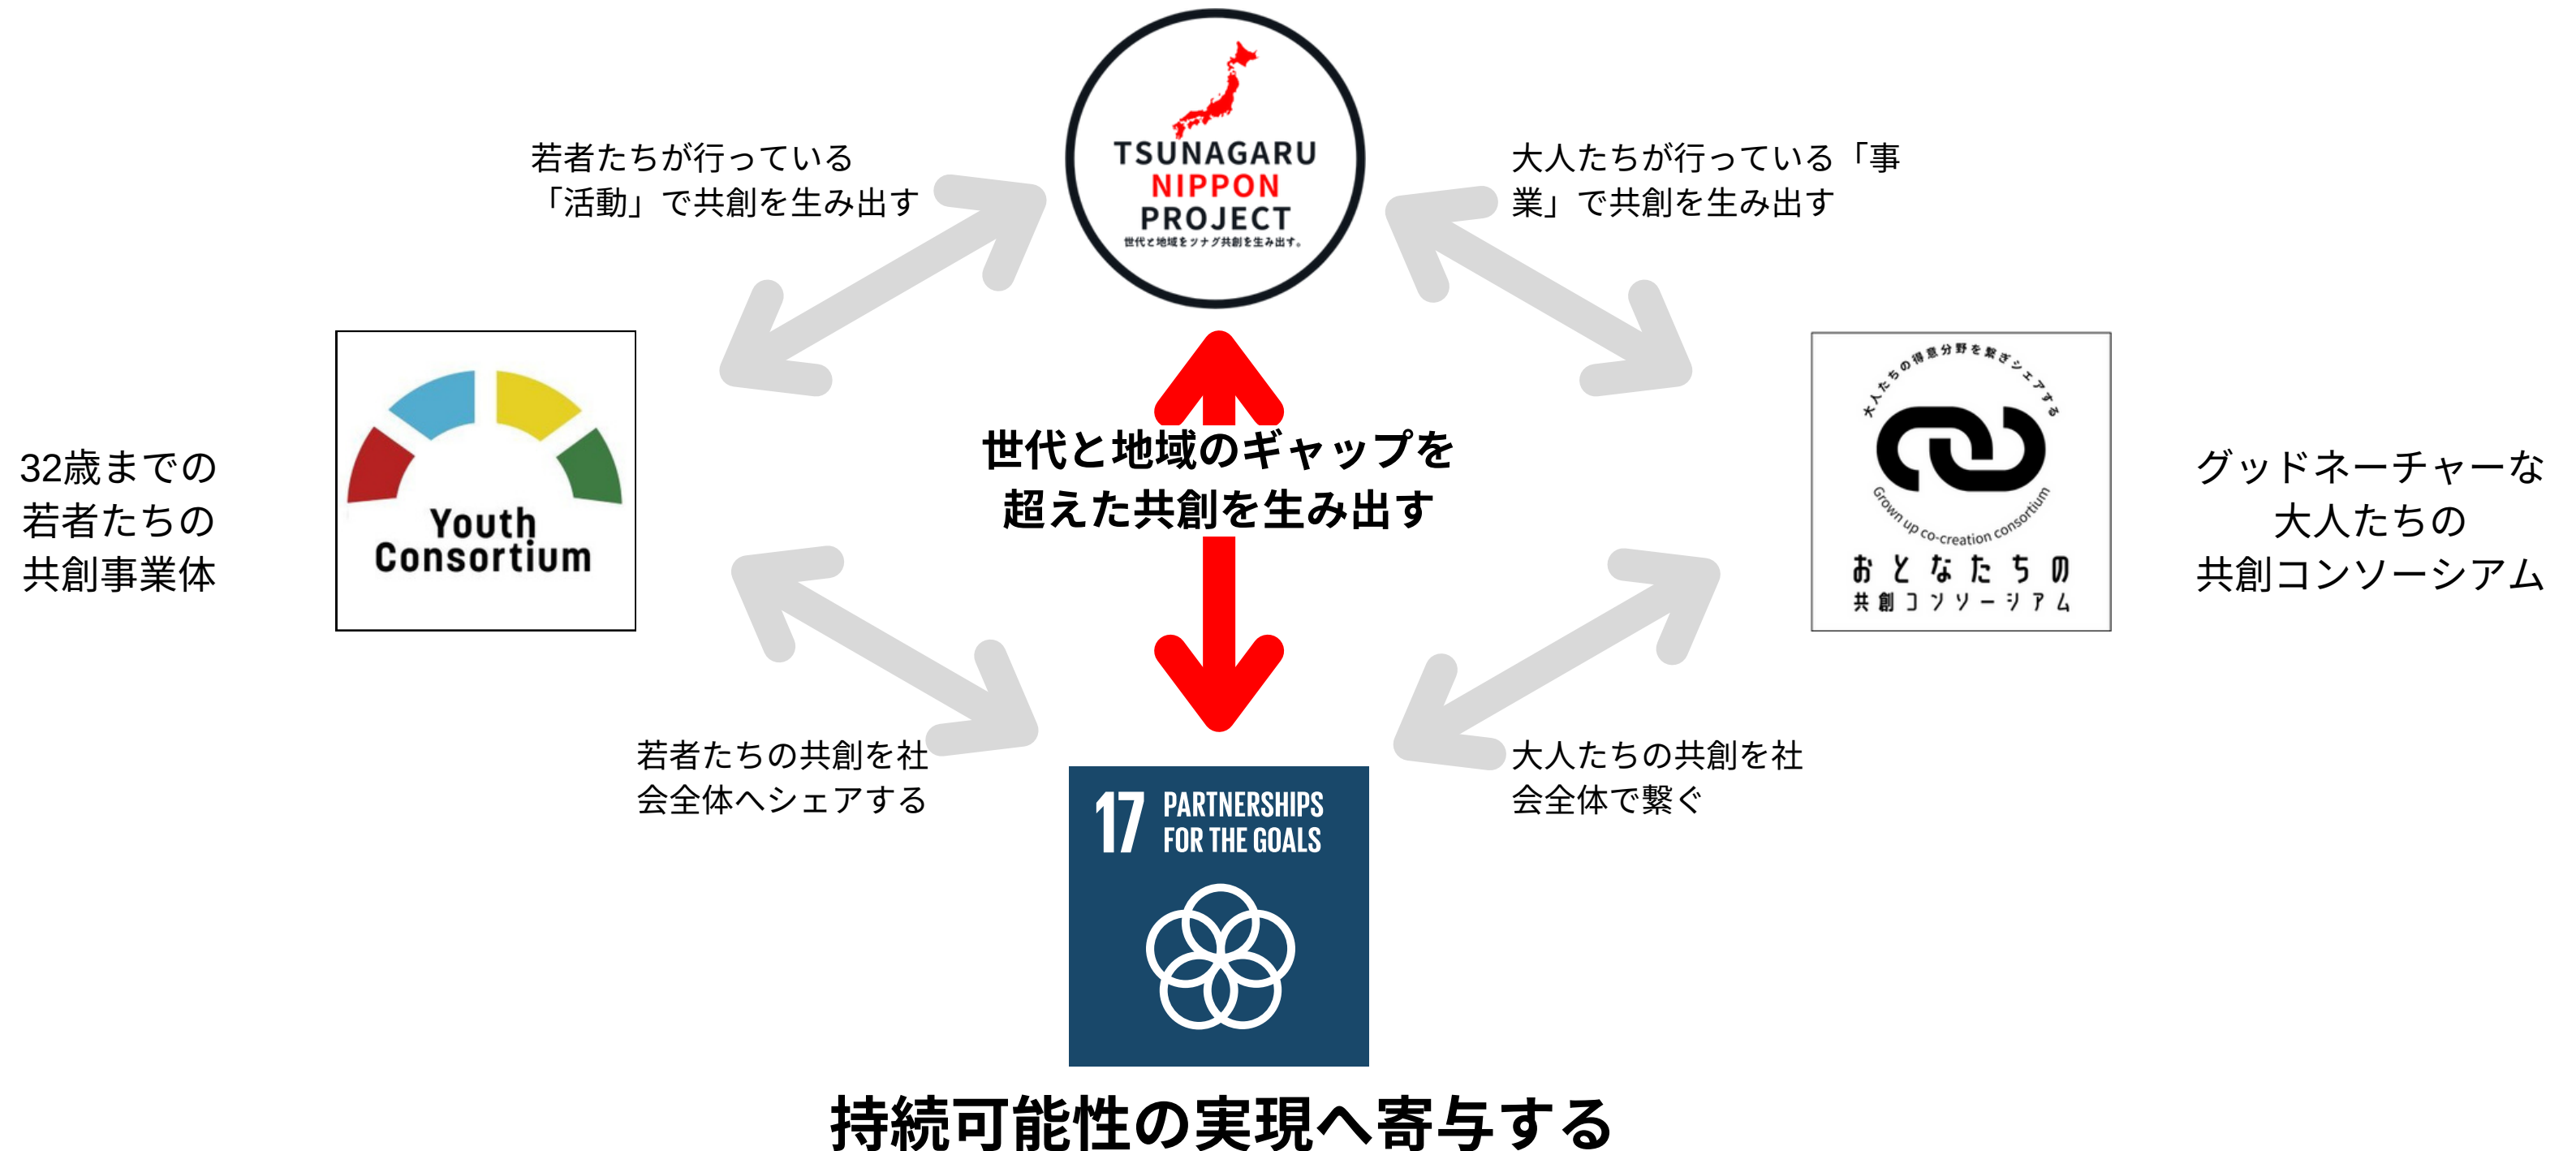 TSUNAGARU
NIPPON
PROJECT
世代と地域をツナグ共創を生み出す。
若者たちが行っている
「活動」で共創を生み出す
大人たちが行っている「事
業」で共創を生み出す
32歳までの
若者たちの
共創事業体
Youth
Consortium
世代と地域のギャップを
超えた共創を生み出す
大人たちの得意分野を繋ぎシェアする
Grown up co-creation consortium
おとなたちの
共創コンソーシアム
グッドネーチャーな
大人たちの
共創コンソーシアム
若者たちの共創を社
会全体へシェアする
大人たちの共創を社
会全体で繋ぐ
17 PARTNERSHIPS
FOR THE GOALS
持続可能性の実現へ寄与する